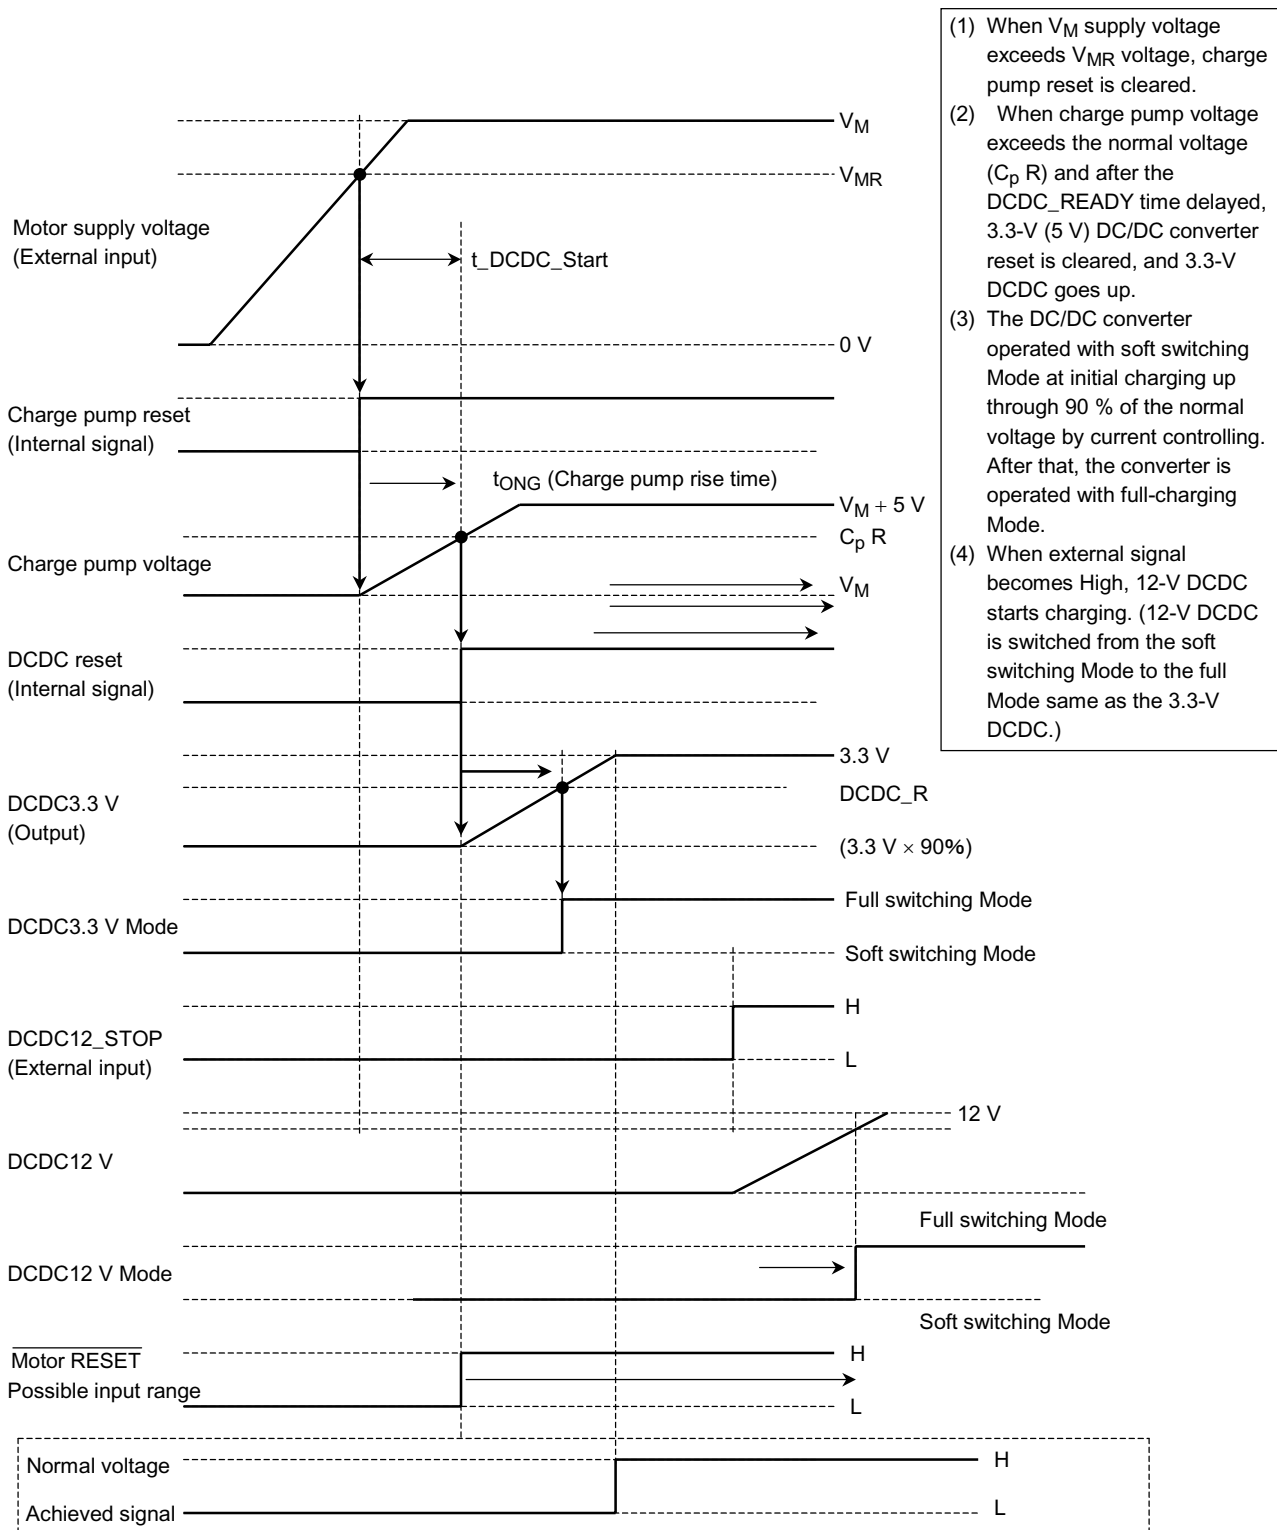 (1) When VM supply voltage
exceeds VMR voltage, charge
pump reset is cleared.
(2) When charge pump voltage
exceeds the normal voltage
(Cp R) and after the
DCDC_READY time delayed,
3.3-V (5 V) DC/DC converter
reset is cleared, and 3.3-V
DCDC goes up.
(3) The DC/DC converter
operated with soft switching
Mode at initial charging up
through 90 % of the normal
voltage by current controlling.
After that, the converter is
operated with full-charging
Mode.
(4) When external signal
becomes High, 12-V DCDC
starts charging. (12-V DCDC
is switched from the soft
switching Mode to the full
Mode same as the 3.3-V
DCDC.)
VM
VMR
Motor supply voltage
(External input)
t_DCDC_Start
0 V
Charge pump reset
(Internal signal)
tONG (Charge pump rise time)
VM + 5 V
Cp R
Charge pump voltage
VM
DCDC reset
(Internal signal)
3.3 V
DCDC_R
DCDC3.3 V
(Output)
(3.3 V × 90%)
Full switching Mode
DCDC3.3 V Mode
Soft switching Mode
H
DCDC12_STOP
(External input)
L
12 V
DCDC12 V
Full switching Mode
DCDC12 V Mode
Soft switching Mode
Motor RESET
H
Possible input range
L
Normal voltage
H
Achieved signal
L